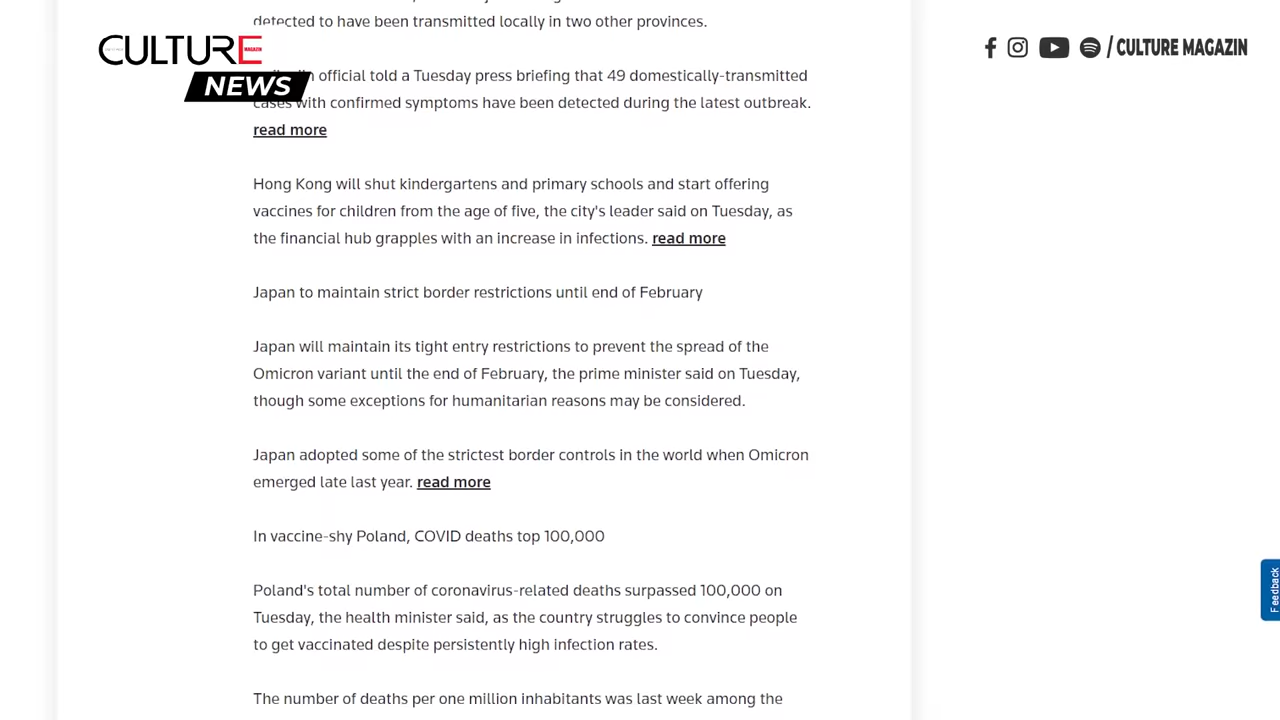 detected to have been transmitted locally in two other provinces.
CULTURE
MAGAZIN
NEWS
/ CULTURE MAGAZIN
official told a Tuesday press briefing that 49 domestically-transmitted
cases with confirmed symptoms have been detected during the latest outbreak.
read more
Hong Kong will shut kindergartens and primary schools and start offering
vaccines for children from the age of five, the city's leader said on Tuesday, as
the financial hub grapples with an increase in infections. read more
Japan to maintain strict border restrictions until end of February
Japan will maintain its tight entry restrictions to prevent the spread of the
Omicron variant until the end of February, the prime minister said on Tuesday,
though some exceptions for humanitarian reasons may be considered.
Japan adopted some of the strictest border controls in the world when Omicron
emerged late last year. read more
In vaccine-shy Poland, COVID deaths top 100,000
Poland's total number of coronavirus-related deaths surpassed 100,000 on
Tuesday, the health minister said, as the country struggles to convince people
to get vaccinated despite persistently high infection rates.
The number of deaths per one million inhabitants was last week among the
Feedback